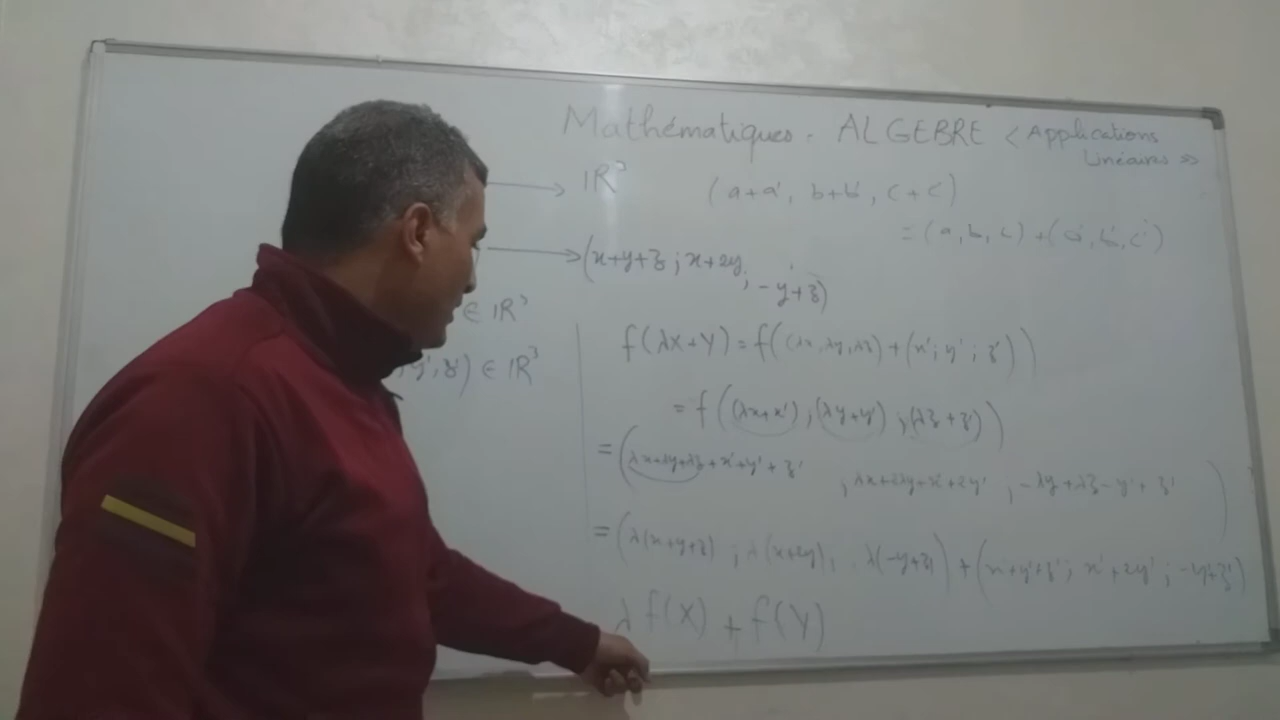 Mathématiques. ALGEBRE < Applications
Linéaires >>
⟶ IR³
(a+a', b+b', c+c')
= (a,b,c) + (a',b',c')
⟶ (x+y+z ; x+2y ; -y+z)
∈ IR³
,y',z') ∈ IR³
f(λX+Y) = f((λx,λy,λz) + (x';y';z'))
= f((λx+x') ; (λy+y') ; (λz+z'))
= (λx+λy+λz+x'+y'+z' , λx+2λy+x'+2y' , -λy+λz-y'+z')
= (λ(x+y+z) ; λ(x+2y), λ(-y+z)) + (x'+y'+z' ; x'+2y' ; -y'+z')
λ f(X) + f(Y)